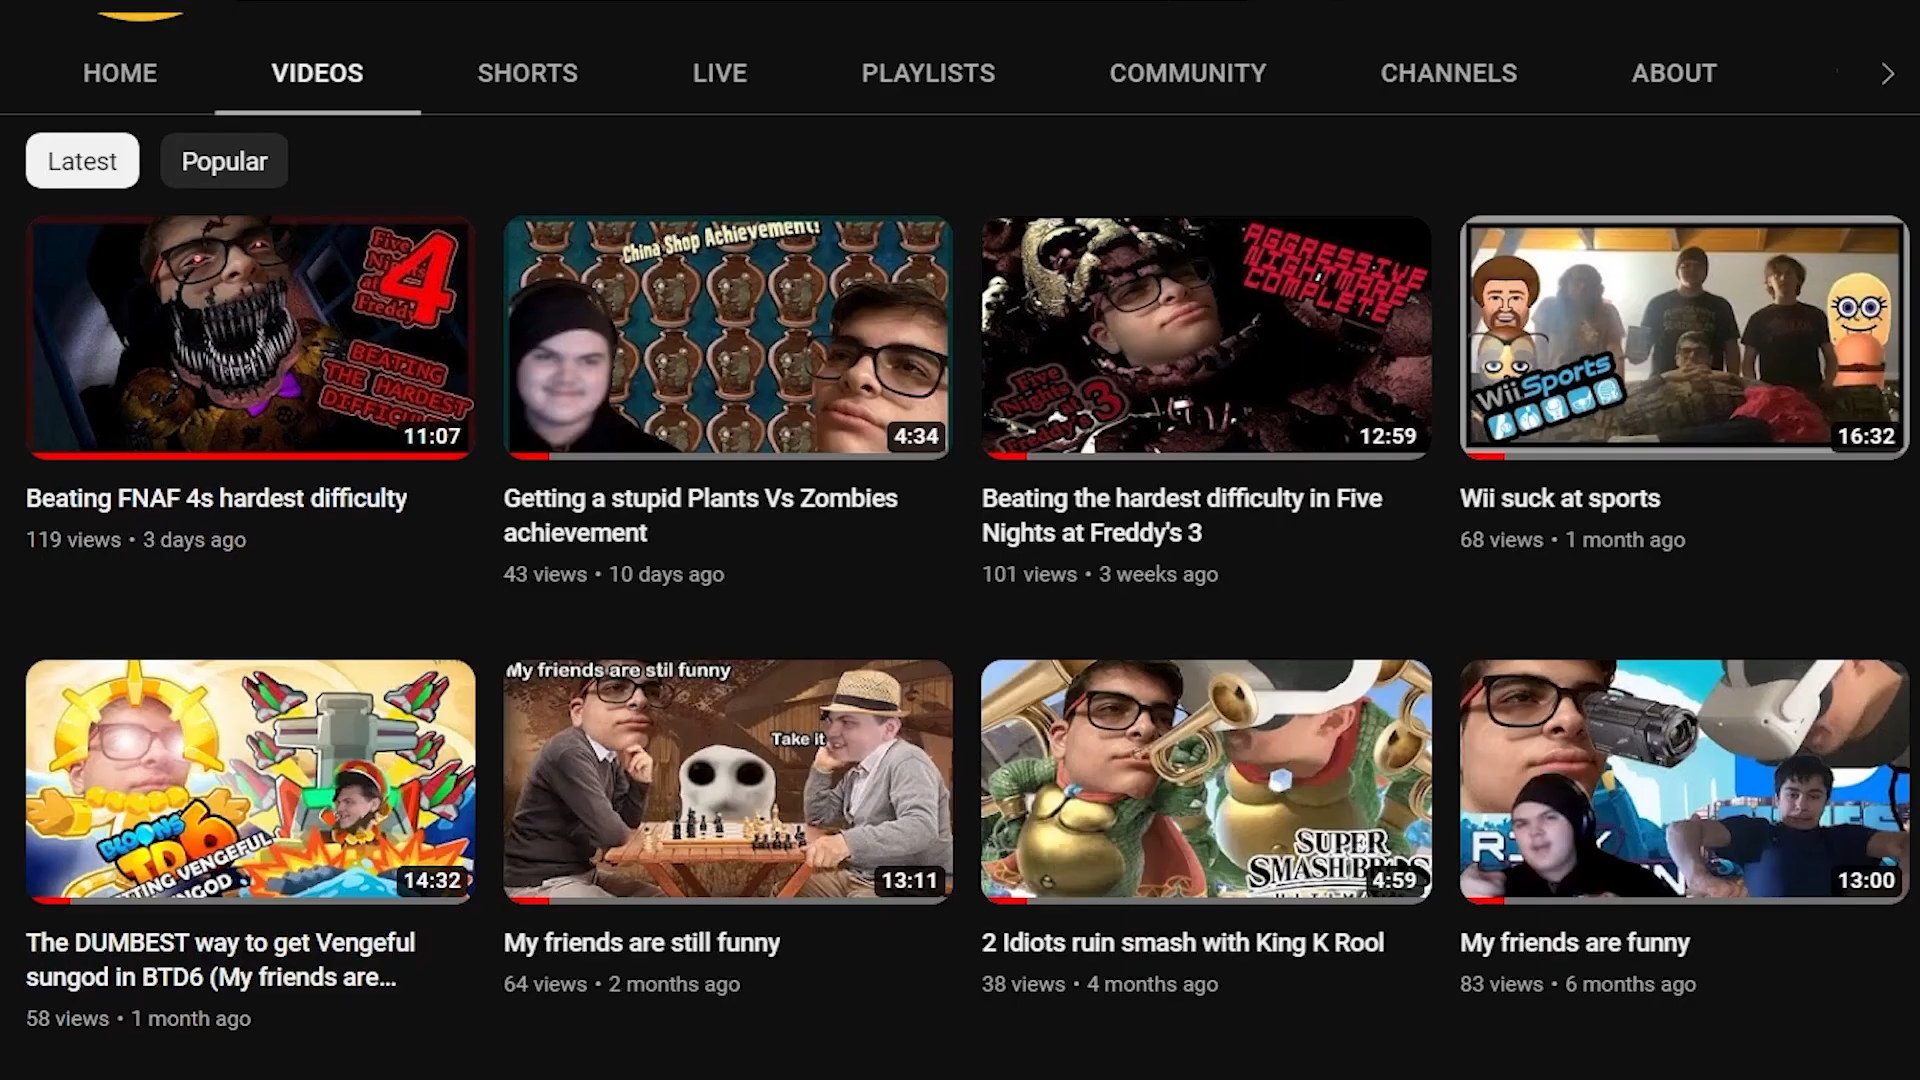 HOME
VIDEOS
SHORTS
LIVE
PLAYLISTS
COMMUNITY
CHANNELS
ABOUT
Latest
Popular
Five
Nights
at
Freddy's
4
BEATING
THE HARDEST
11:07
China Shop Achievement!
4:34
AGGRESSIVE
NIGHTMARE
COMPLETE
Five
Nights
at
Freddy's
3
12:59
Wii Sports
16:32
Beating FNAF 4s hardest difficulty
119 views • 3 days ago
Getting a stupid Plants Vs Zombies
achievement
43 views • 10 days ago
Beating the hardest difficulty in Five
Nights at Freddy's 3
101 views • 3 weeks ago
Wii suck at sports
68 views • 1 month ago
BLOONS
TD6
VENGEFUL
14:32
My friends are stil funny
Take it
13:11
SUPER
SMASH BROS
4:59
13:00
The DUMBEST way to get Vengeful
sungod in BTD6 (My friends are...
58 views • 1 month ago
My friends are still funny
64 views • 2 months ago
2 Idiots ruin smash with King K Rool
38 views • 4 months ago
My friends are funny
83 views • 6 months ago